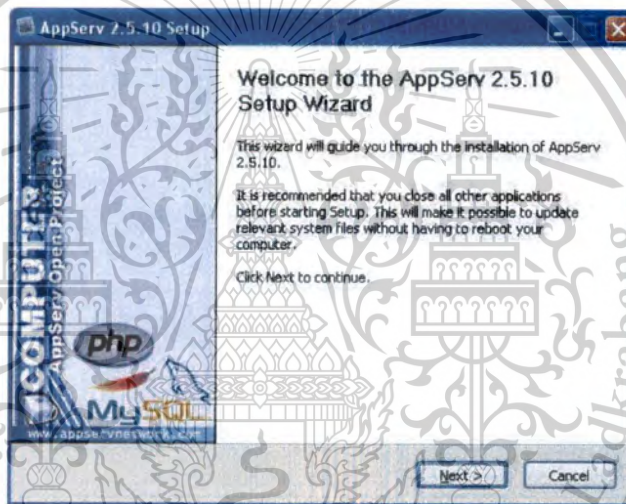 AppServ 2.5.10 Setup
Welcome to the AppServ 2.5.10
Setup Wizard
This wizard will guide you through the installation of AppServ
2.5.10.
It is recommended that you close all other applications
before starting Setup. This will make it possible to update
relevant system files without having to reboot your
computer.
Click Next to continue.
COMPUTER
AppServ Open Project
php
MySQL
www.appservnetwork.com
Next >
Cancel